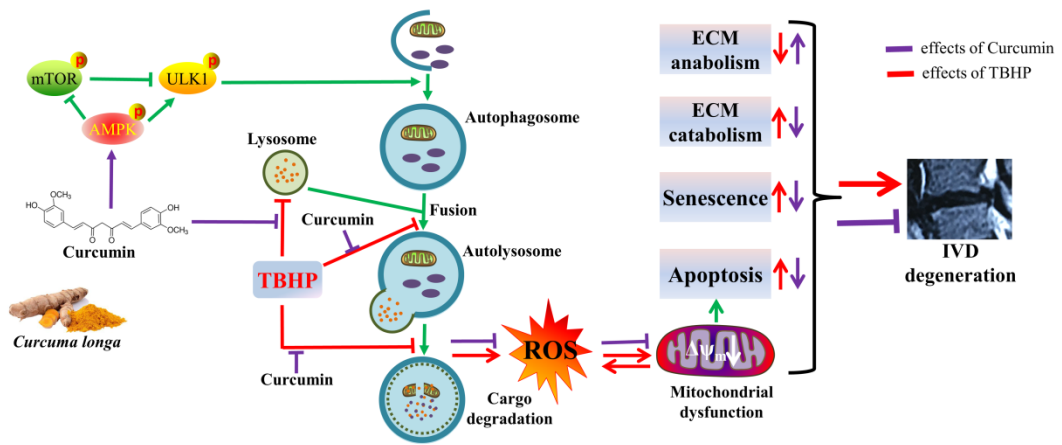 p
p
mTOR
ULK1
p
AMPK
OCH₃
HO
OH
OCH₃
O
O
Curcumin
Curcuma longa
Lysosome
Curcumin
TBHP
Curcumin
Autophagosome
Fusion
Autolysosome
Cargo
degradation
ROS
ECM
anabolism
ECM
catabolism
Senescence
Apoptosis
Δψm
Mitochondrial
dysfunction
effects of Curcumin
effects of TBHP
IVD
degeneration